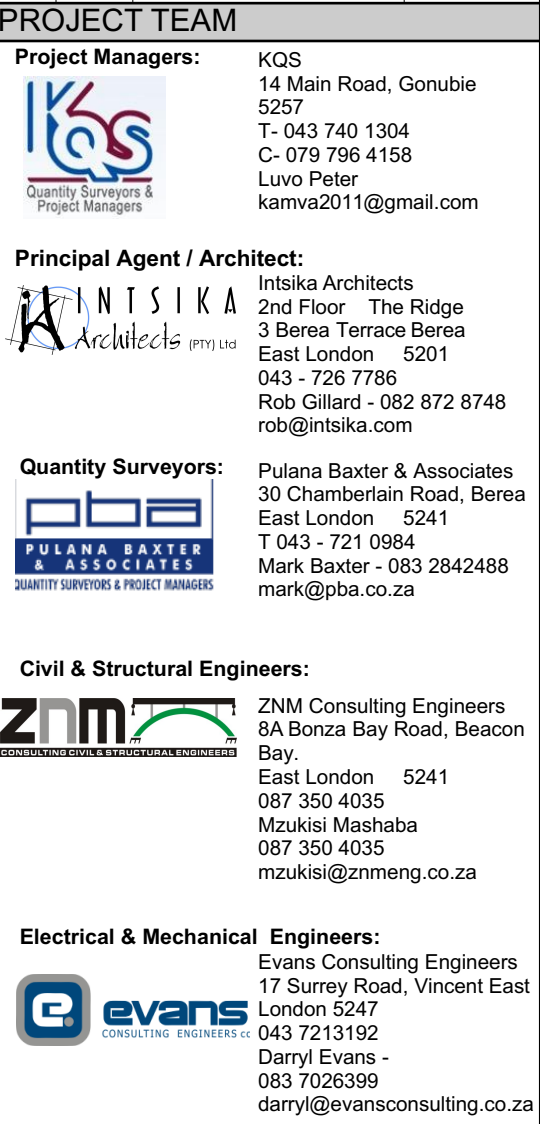 PROJECT TEAM
Project Managers:
KQS
Quantity Surveyors &
Project Managers
KQS
14 Main Road, Gonubie
5257
T- 043 740 1304
C- 079 796 4158
Luvo Peter
kamva2011@gmail.com
Principal Agent / Architect:
iA INTSIKA
Architects (PTY) Ltd
Intsika Architects
2nd Floor The Ridge
3 Berea Terrace Berea
East London 5201
043 - 726 7786
Rob Gillard - 082 872 8748
rob@intsika.com
Quantity Surveyors:
pba
PULANA BAXTER
& ASSOCIATES
QUANTITY SURVEYORS & PROJECT MANAGERS
Pulana Baxter & Associates
30 Chamberlain Road, Berea
East London 5241
T 043 - 721 0984
Mark Baxter - 083 2842488
mark@pba.co.za
Civil & Structural Engineers:
znm
CONSULTING CIVIL & STRUCTURAL ENGINEERS
ZNM Consulting Engineers
8A Bonza Bay Road, Beacon
Bay.
East London 5241
087 350 4035
Mzukisi Mashaba
087 350 4035
mzukisi@znmeng.co.za
Electrical & Mechanical Engineers:
e. evans
CONSULTING ENGINEERS cc
Evans Consulting Engineers
17 Surrey Road, Vincent East
London 5247
043 7213192
Darryl Evans -
083 7026399
darryl@evansconsulting.co.za